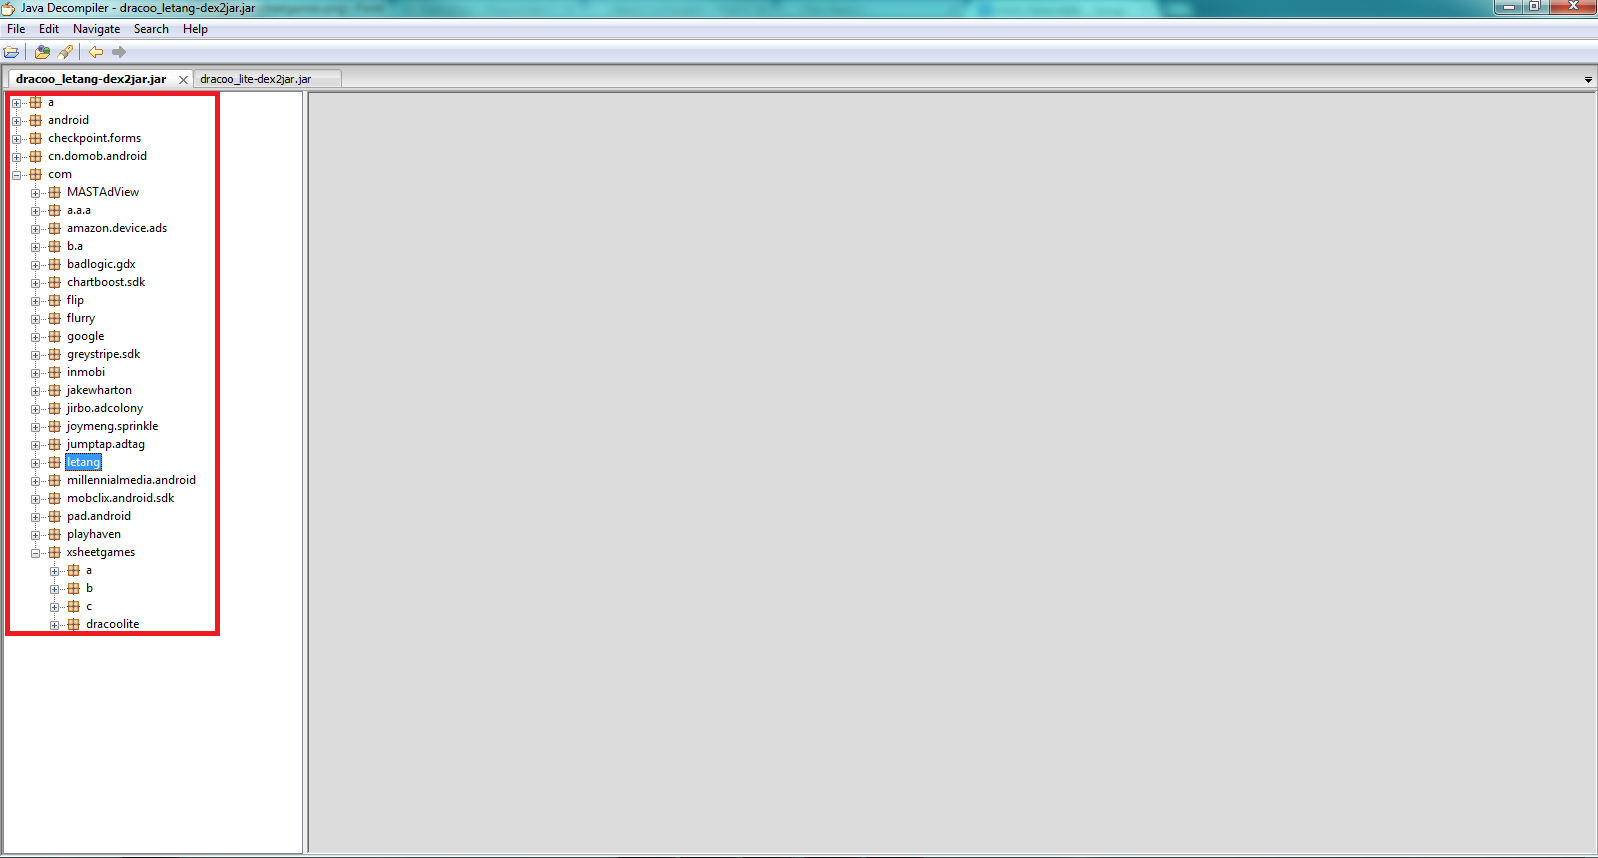 Java Decompiler - dracoo_letang-dex2jar.jar
File Edit Navigate Search Help
dracoo_letang-dex2jar.jar dracoo_lite-dex2jar.jar
a
android
checkpoint.forms
cn.domob.android
com
MASTAdView
a.a.a
amazon.device.ads
b.a
badlogic.gdx
chartboost.sdk
flip
flurry
google
greystripe.sdk
inmobi
jakewharton
jirbo.adcolony
joymeng.sprinkle
jumptap.adtag
letang
millennialmedia.android
mobclix.android.sdk
pad.android
playhaven
xsheetgames
a
b
c
dracoolite